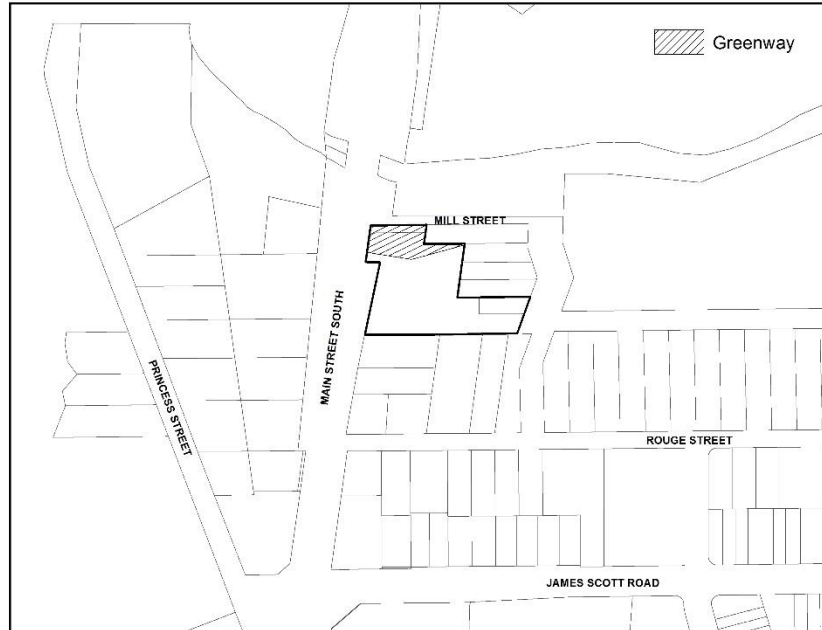 Greenway
MILL STREET
MAIN STREET SOUTH
PRINCESS STREET
ROUGE STREET
JAMES SCOTT ROAD